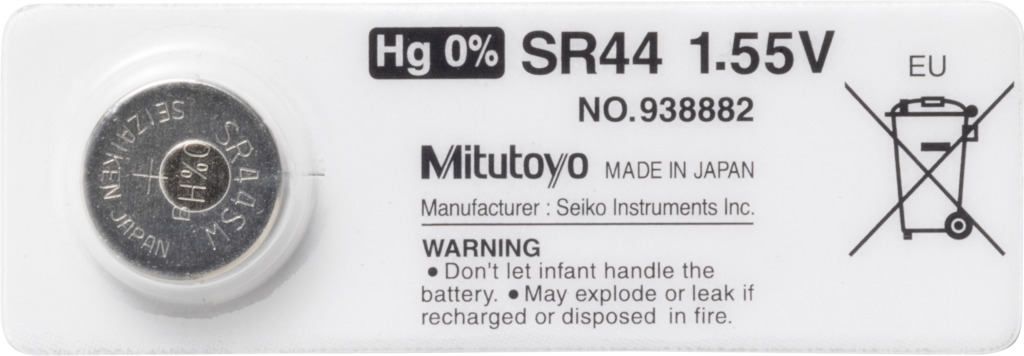 Hg 0% SR44 1.55V
NO.938882
EU
Mitutoyo MADE IN JAPAN
Manufacturer : Seiko Instruments Inc.
WARNING
● Don't let infant handle the
battery. ● May explode or leak if
recharged or disposed in fire.
SR44SW
SEIZAIKEN JAPAN
H%0